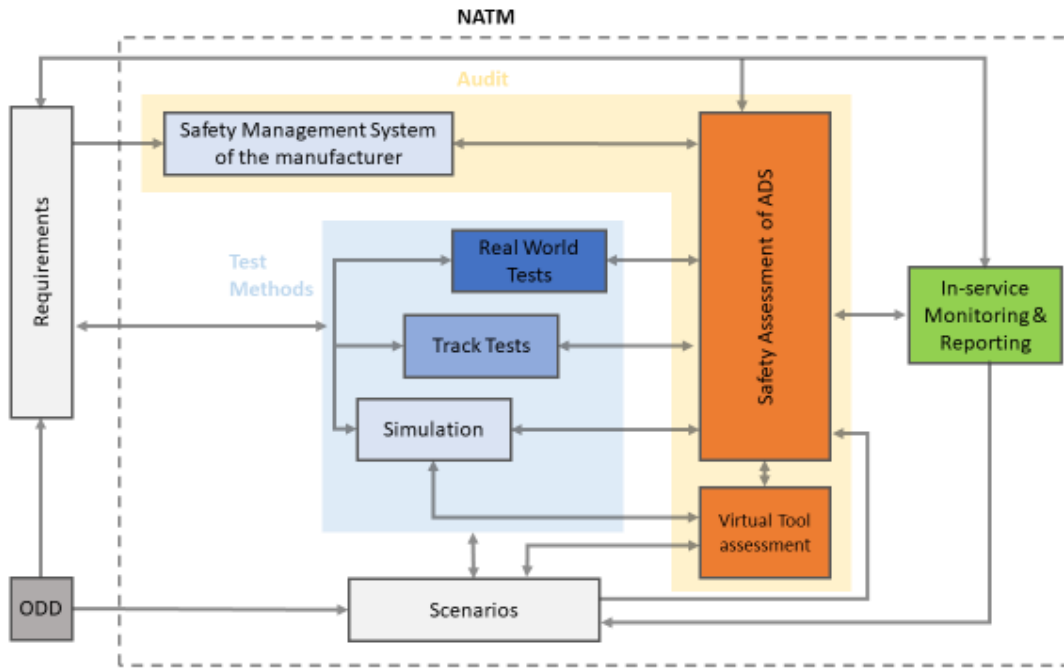 NATM
Audit
Safety Management System
of the manufacturer
Requirements
Safety Assessment of ADS
Test
Methods
Real World
Tests
Track Tests
Simulation
In-service
Monitoring &
Reporting
Virtual Tool
assessment
ODD
Scenarios